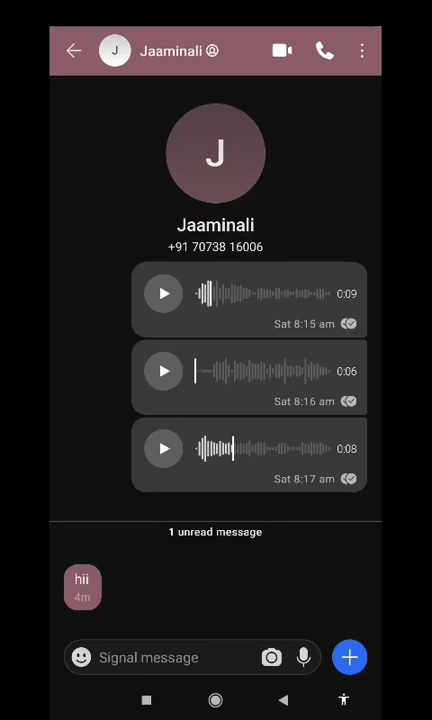 J Jaaminali
J
Jaaminali
+91 70738 16006
0:09
Sat 8:15 am
0:06
Sat 8:16 am
0:08
Sat 8:17 am
1 unread message
hii
4m
Signal message